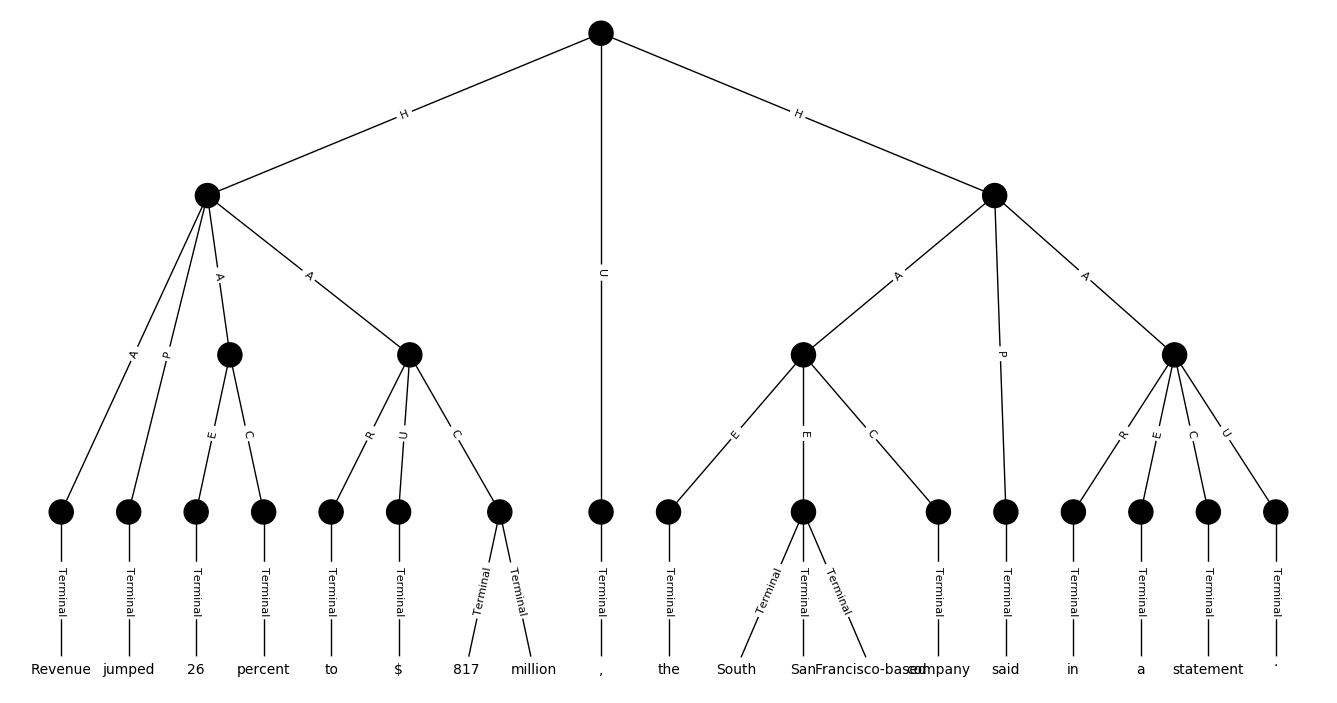 H H
A A A
U
A P P A
E C R U C E E C R E C U
Terminal Terminal Terminal Terminal Terminal Terminal Terminal Terminal Terminal Terminal Terminal Terminal Terminal Terminal Terminal Terminal Terminal Terminal Terminal
Revenue jumped 26 percent to $ 817 million , the South San Francisco-based company said in a statement .